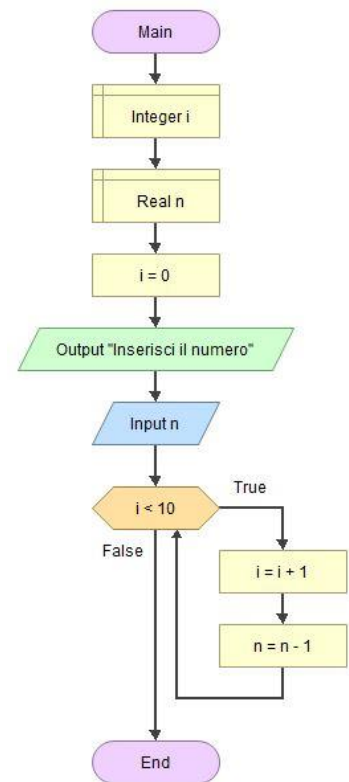 Main
Integer i
Real n
i = 0
Output "Inserisci il numero"
Input n
i < 10
True
False
i = i + 1
n = n - 1
End